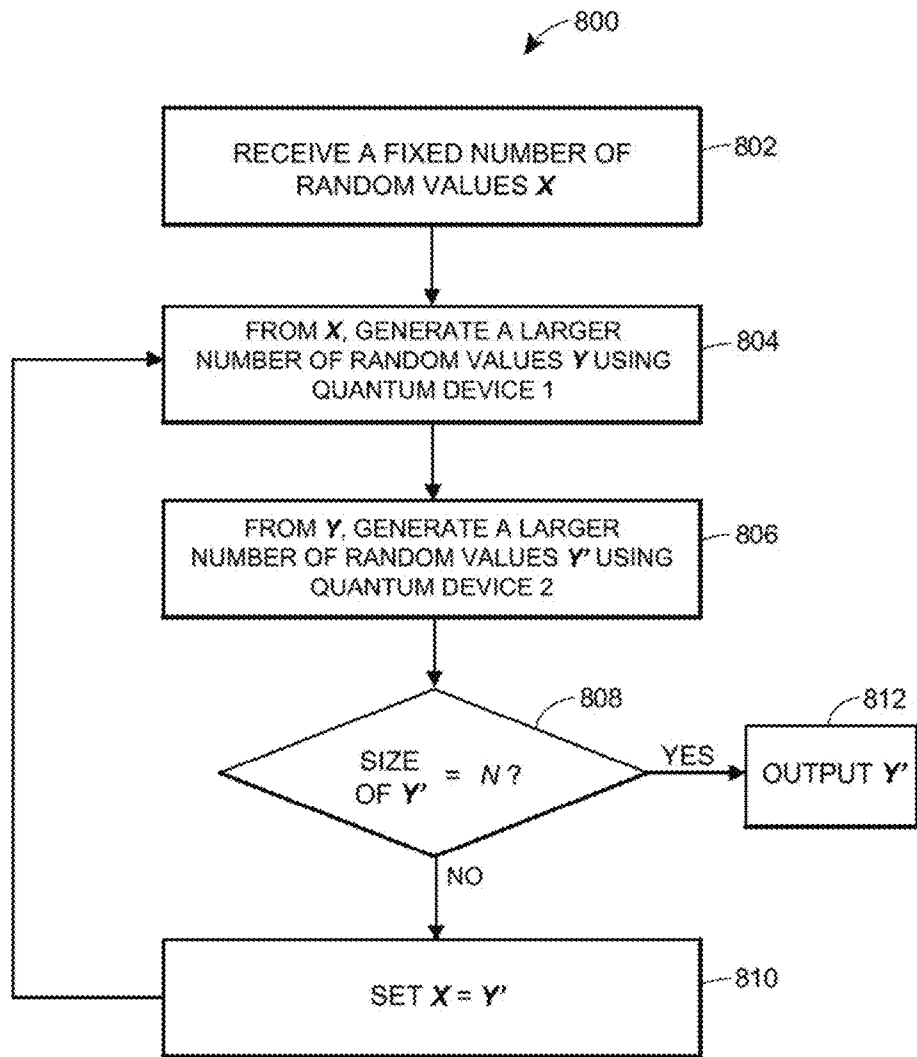 800
RECEIVE A FIXED NUMBER OF
RANDOM VALUES X
802
FROM X, GENERATE A LARGER
NUMBER OF RANDOM VALUES Y USING
QUANTUM DEVICE 1
804
FROM Y, GENERATE A LARGER
NUMBER OF RANDOM VALUES Y' USING
QUANTUM DEVICE 2
806
808
SIZE
OF Y' = N ?
YES
812
OUTPUT Y'
NO
SET X = Y'
810